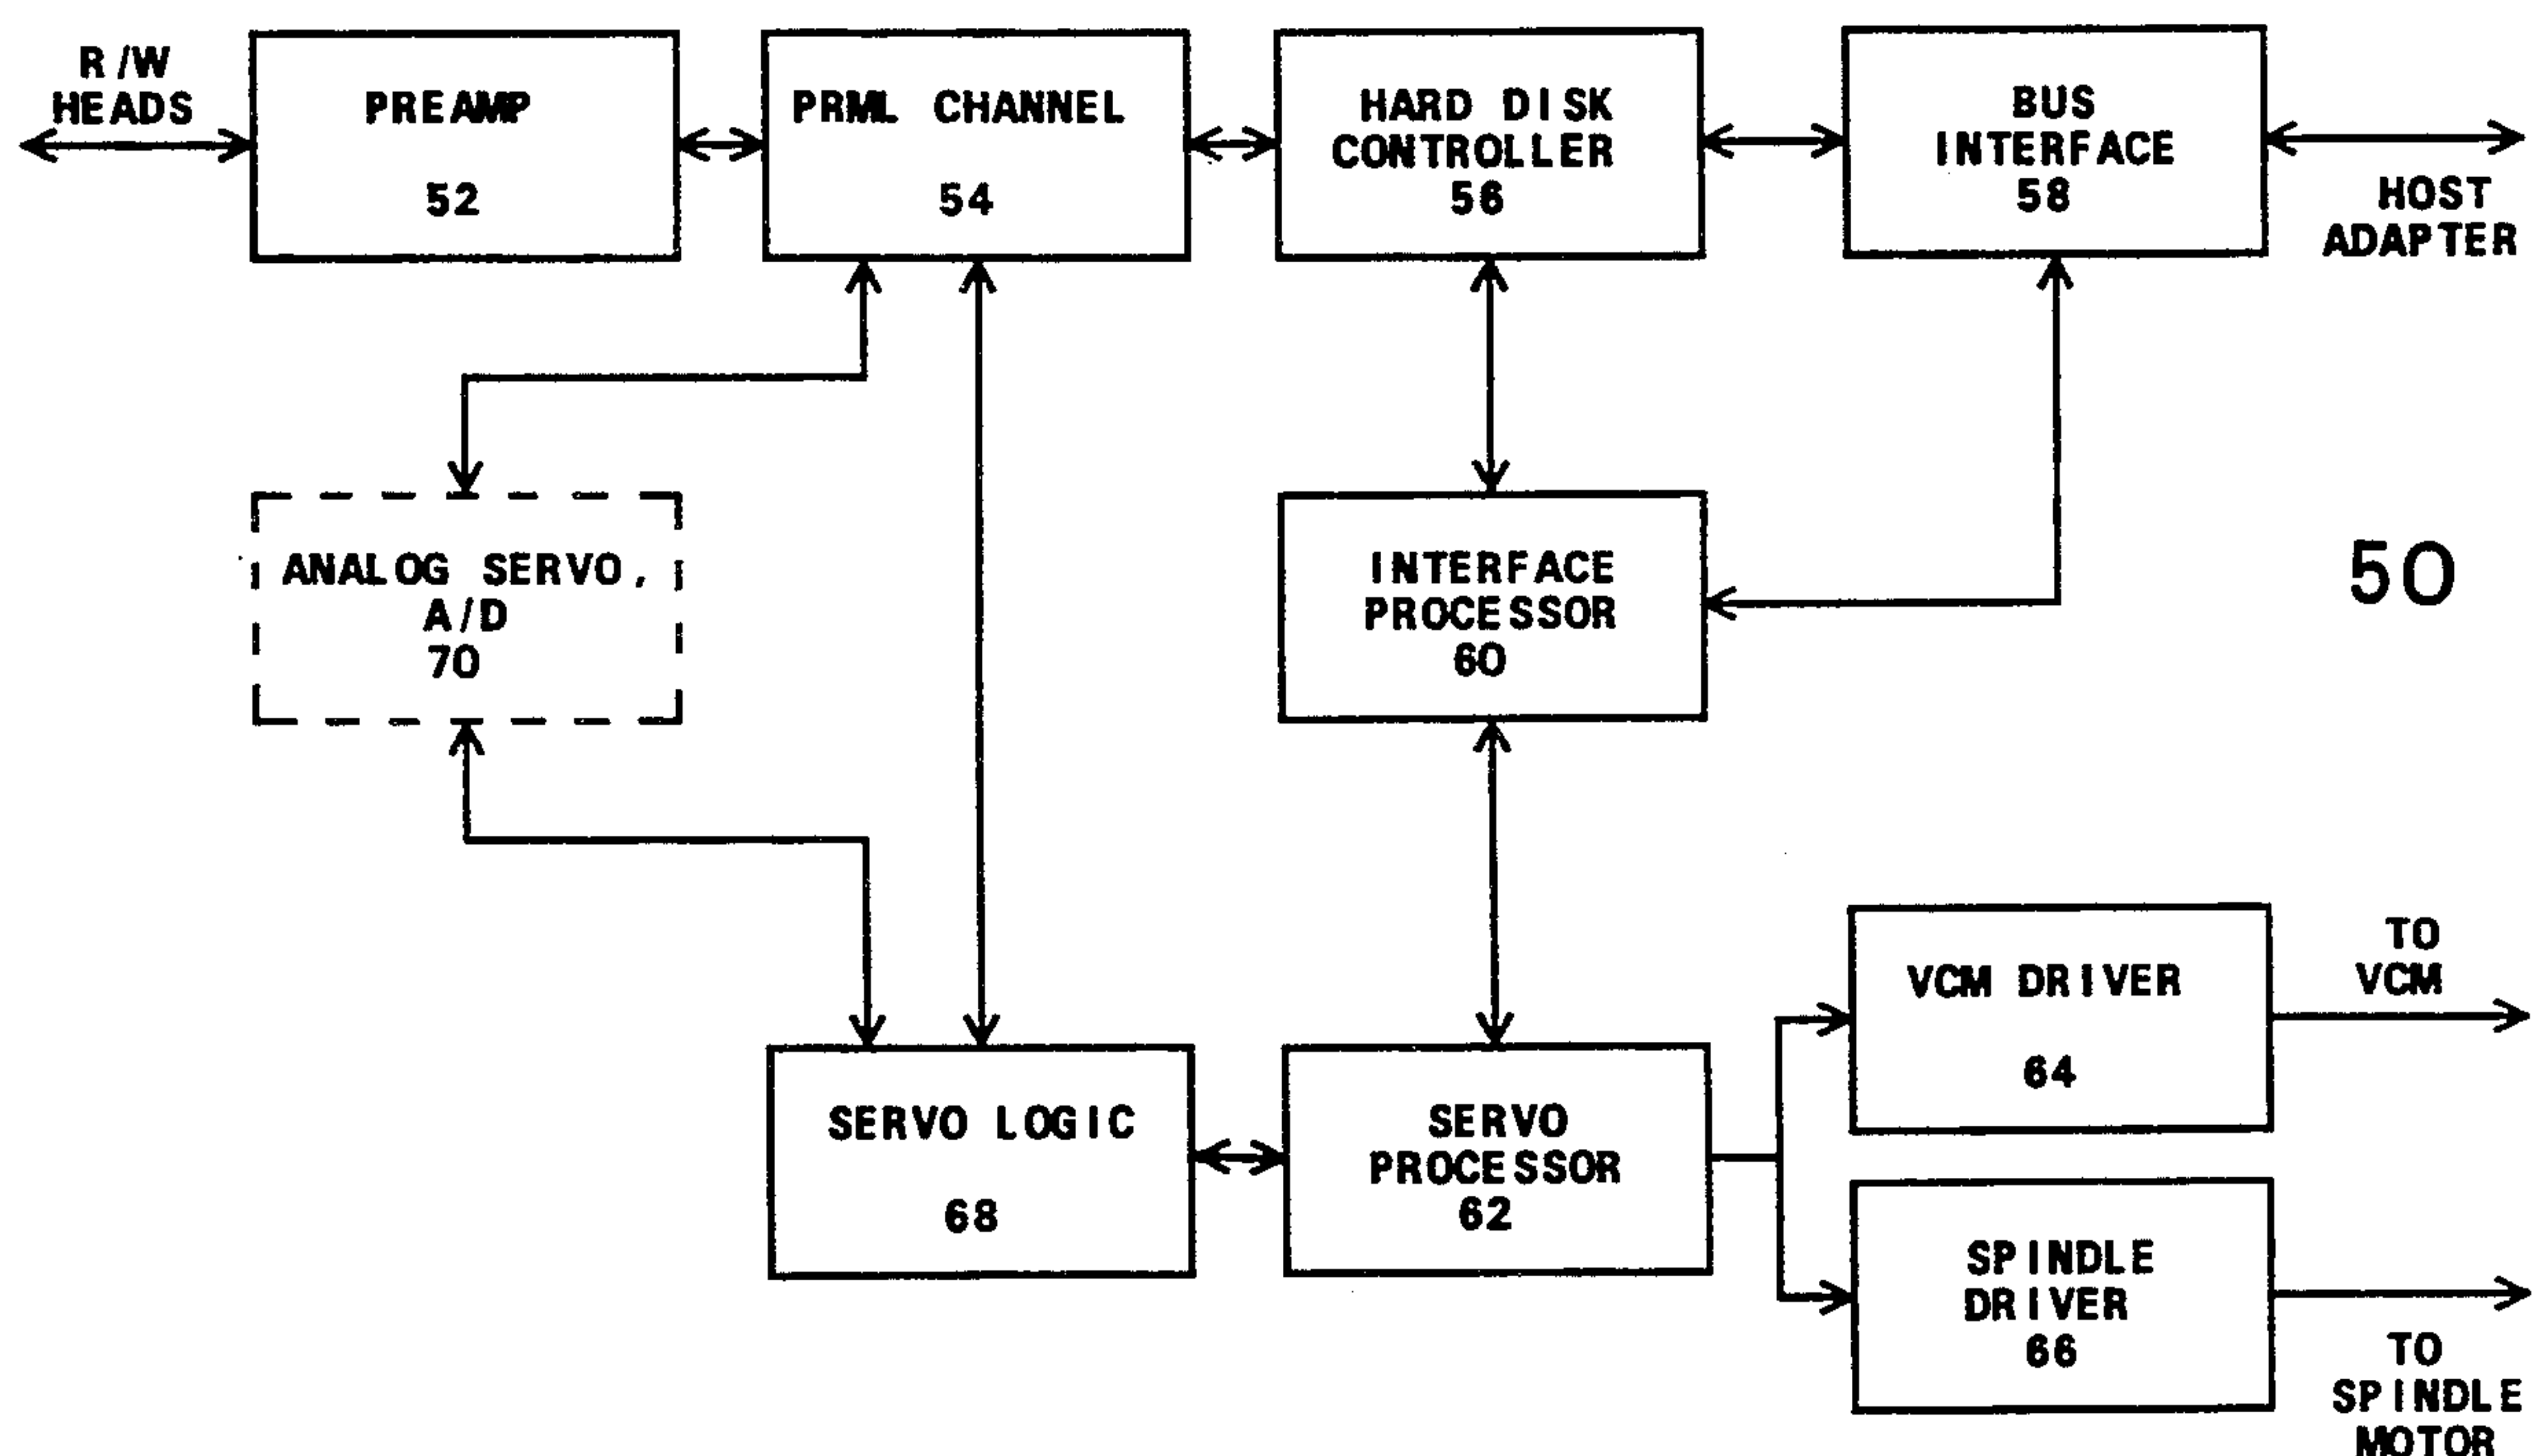 R/W
HEADS
PREAMP
52
PRML CHANNEL
54
HARD DISK
CONTROLLER
56
BUS
INTERFACE
58
HOST
ADAPTER
ANALOG SERVO,
A/D
70
INTERFACE
PROCESSOR
60
50
SERVO LOGIC
68
SERVO
PROCESSOR
62
VCM DRIVER
64
TO
VCM
SPINDLE
DRIVER
66
TO
SPINDLE
MOTOR